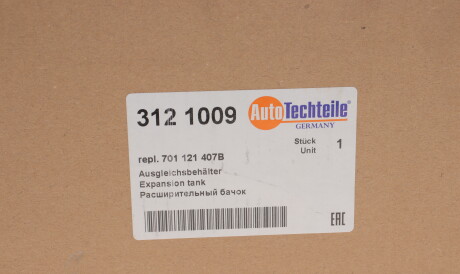 312 1009
AutoTechteile®
GERMANY
repl. 701 121 407B
Stück
Unit
1
Ausgleichsbehälter
Expansion tank
Расширительный бачок
EAC